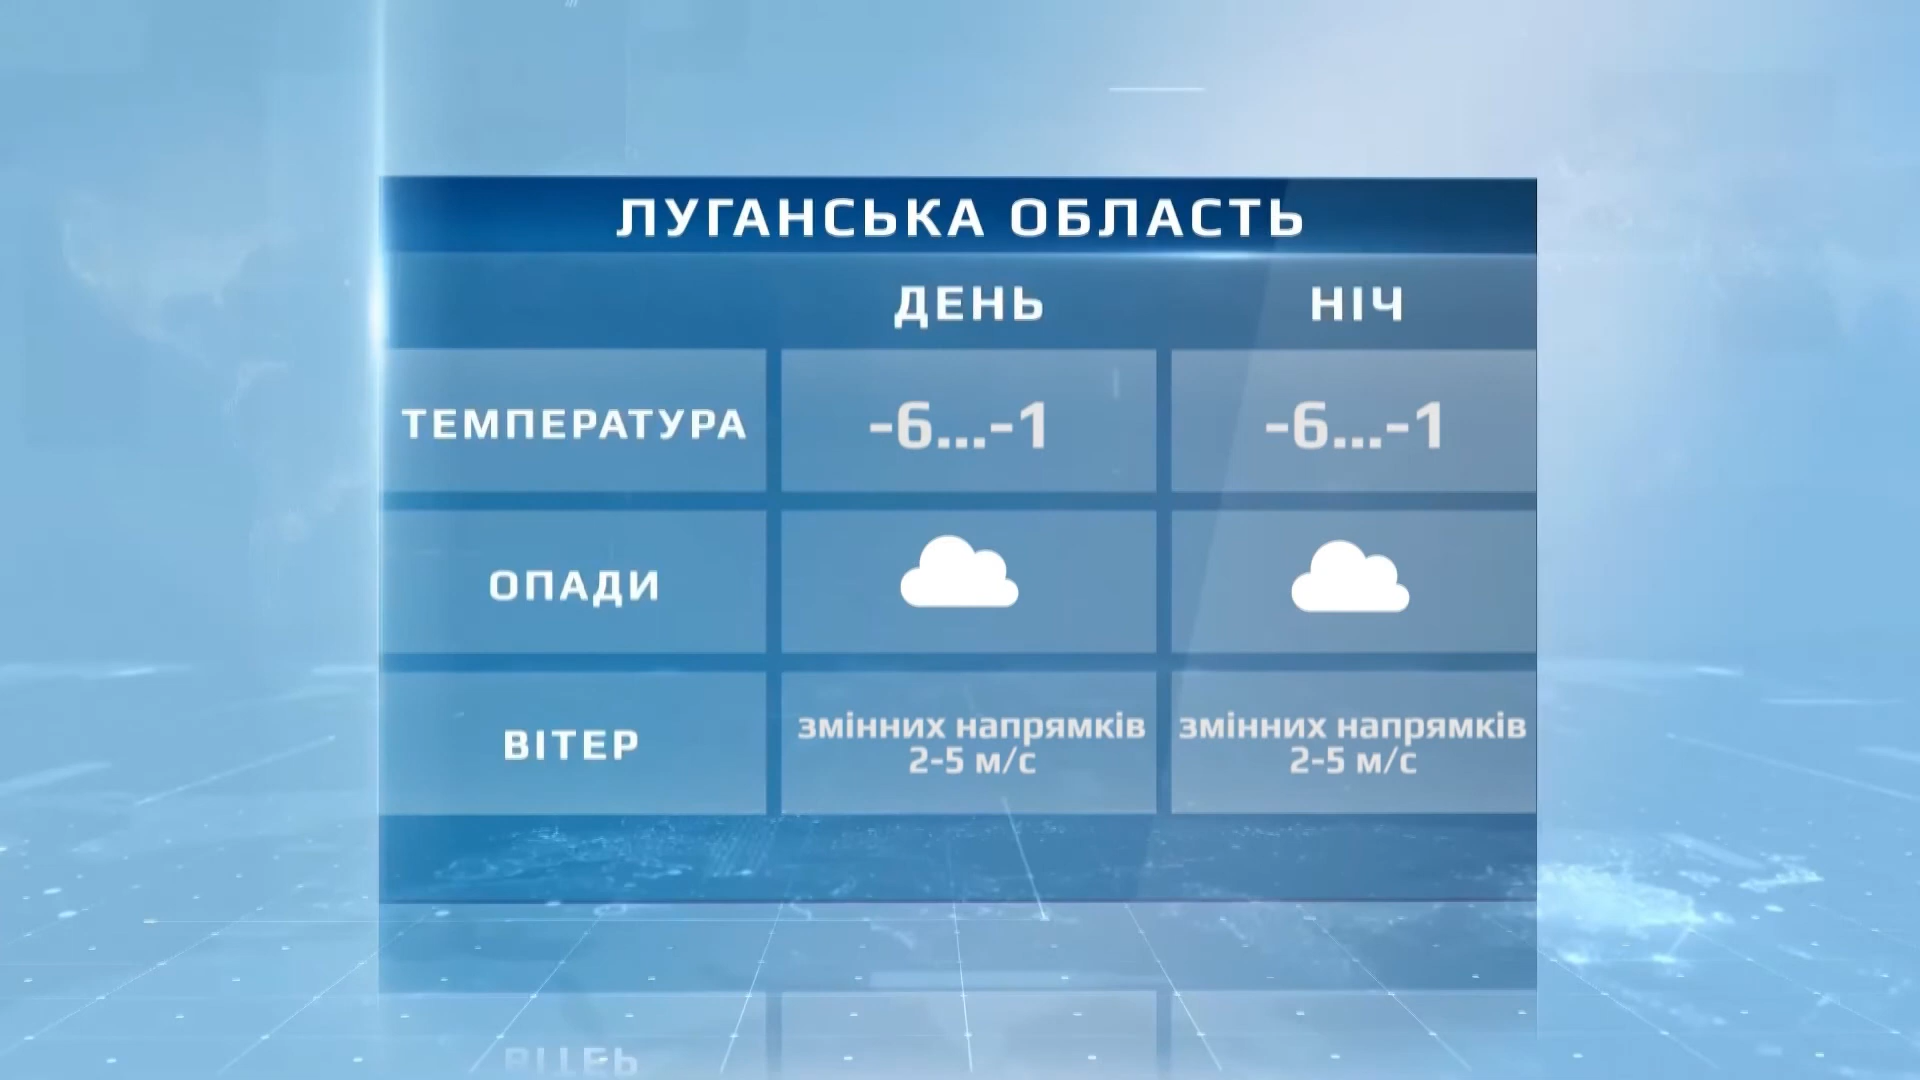 ЛУГАНСЬКА ОБЛАСТЬ
ДЕНЬ НІЧ
ТЕМПЕРАТУРА -6...-1 -6...-1
ОПАДИ
ВІТЕР
змінних напрямків
2-5 м/с
змінних напрямків
2-5 м/с